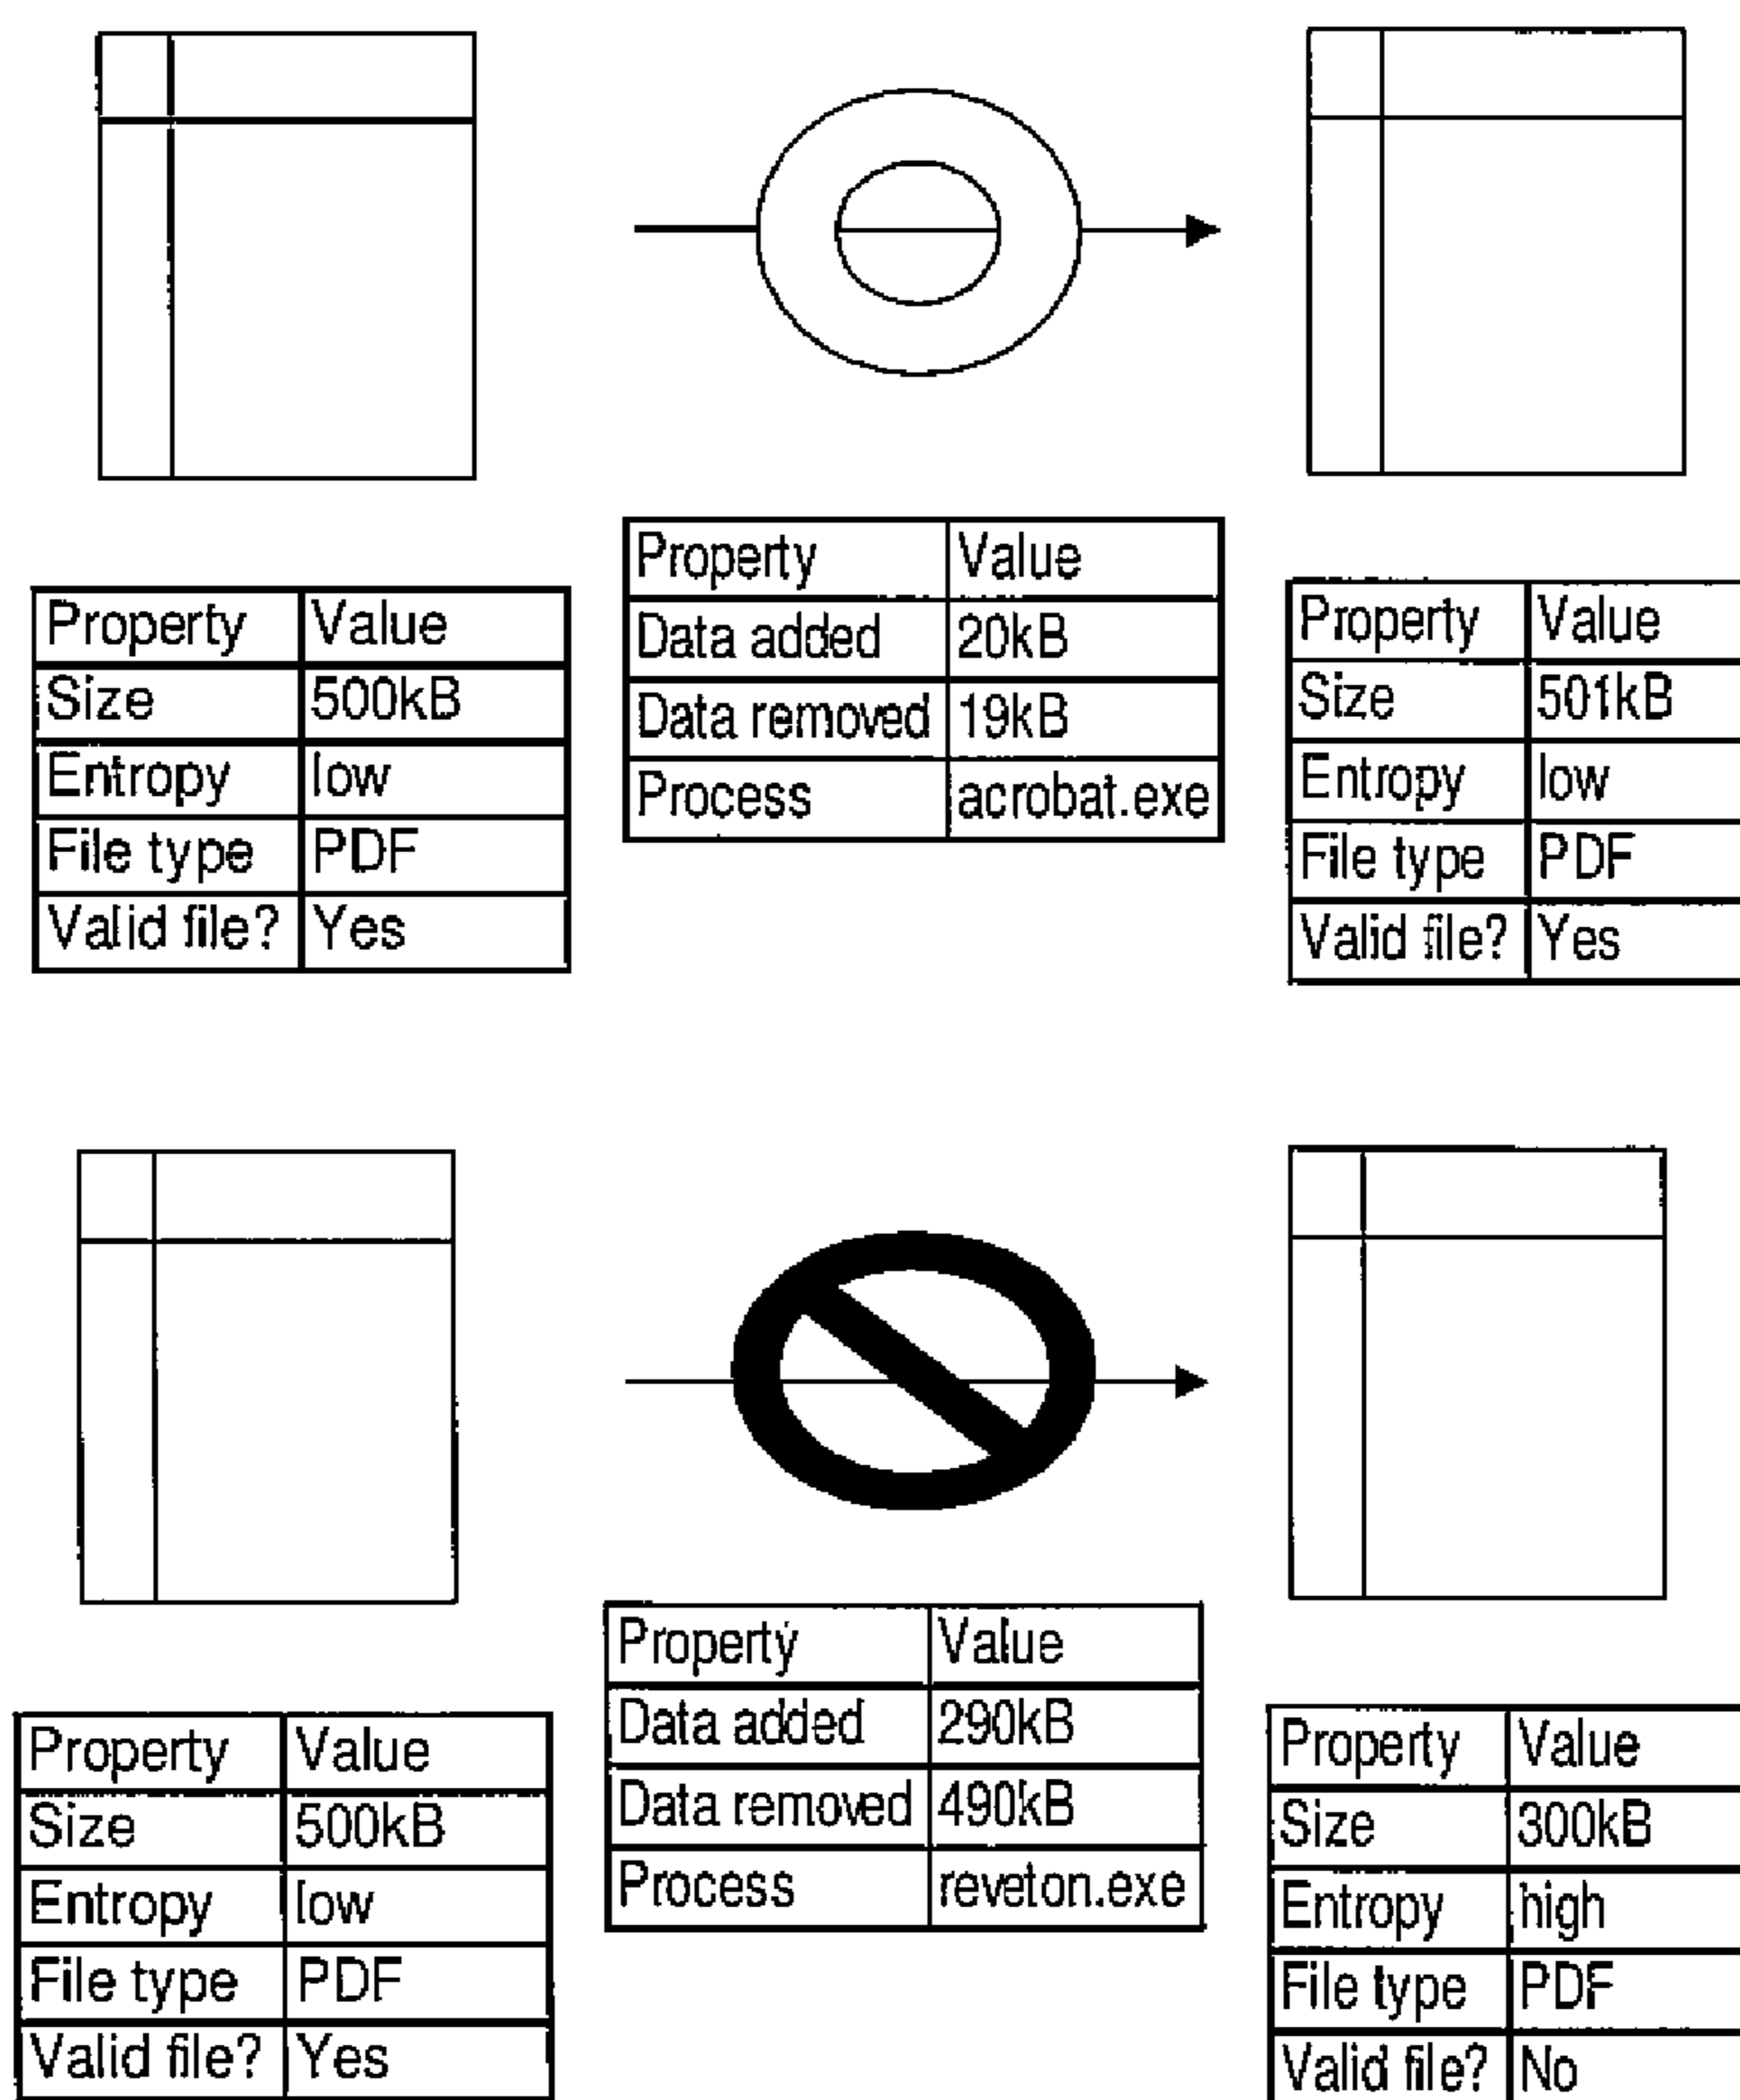 Property Value
Size 500kB
Entropy low
File type PDF
Valid file? Yes
Property Value
Data added 20kB
Data removed 19kB
Process acrobat.exe
Property Value
Size 501kB
Entropy low
File type PDF
Valid file? Yes
Property Value
Size 500kB
Entropy low
File type PDF
Valid file? Yes
Property Value
Data added 290kB
Data removed 490kB
Process reveton.exe
Property Value
Size 300kB
Entropy high
File type PDF
Valid file? No